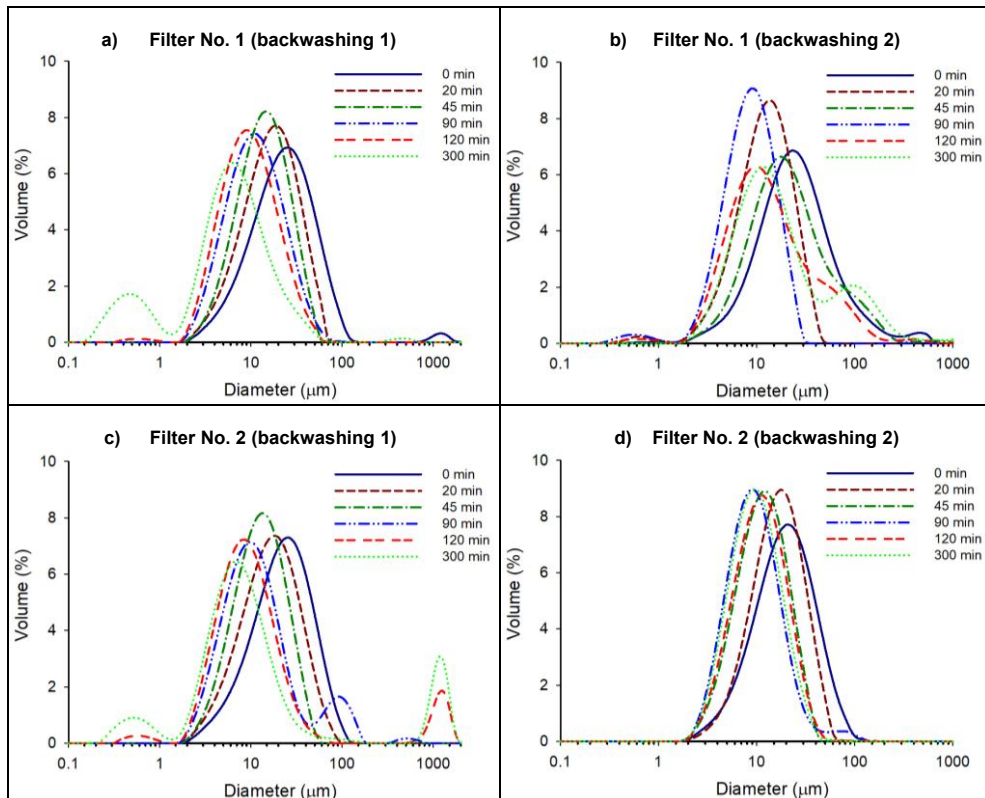 a) Filter No. 1 (backwashing 1)
10
8
6
4
2
0
Volume (%)
0 min
20 min
45 min
90 min
120 min
300 min
0.1 1 10 100 1000
Diameter (μm)
b) Filter No. 1 (backwashing 2)
10
8
6
4
2
0
Volume (%)
0 min
20 min
45 min
90 min
120 min
300 min
0.1 1 10 100 1000
Diameter (μm)
c) Filter No. 2 (backwashing 1)
10
8
6
4
2
0
Volume (%)
0 min
20 min
45 min
90 min
120 min
300 min
0.1 1 10 100 1000
Diameter (μm)
d) Filter No. 2 (backwashing 2)
10
8
6
4
2
0
Volume (%)
0 min
20 min
45 min
90 min
120 min
300 min
0.1 1 10 100 1000
Diameter (μm)